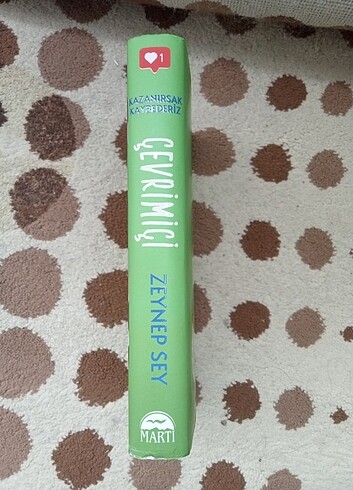 1
KAZANIRSAK
KAYBEDERİZ
ÇEVRİMİÇİ
ZEYNEP SEY
MARTI